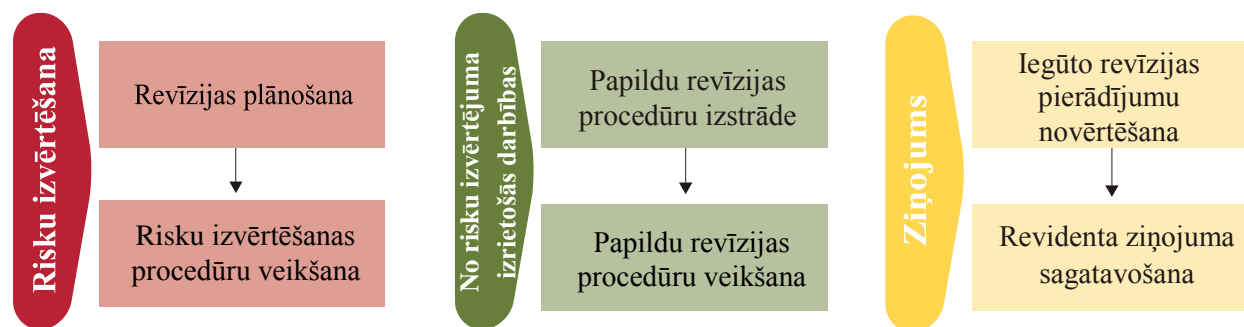 Risku izvērtēšana
Revīzijas plānošana
Risku izvērtēšanas
procedūru veikšana
No risku izvērtējuma
izrietošās darbības
Papildu revīzijas
procedūru izstrāde
Papildu revīzijas
procedūru veikšana
Ziņojums
Iegūto revīzijas
pierādījumu
novērtēšana
Revidenta ziņojuma
sagatavošana